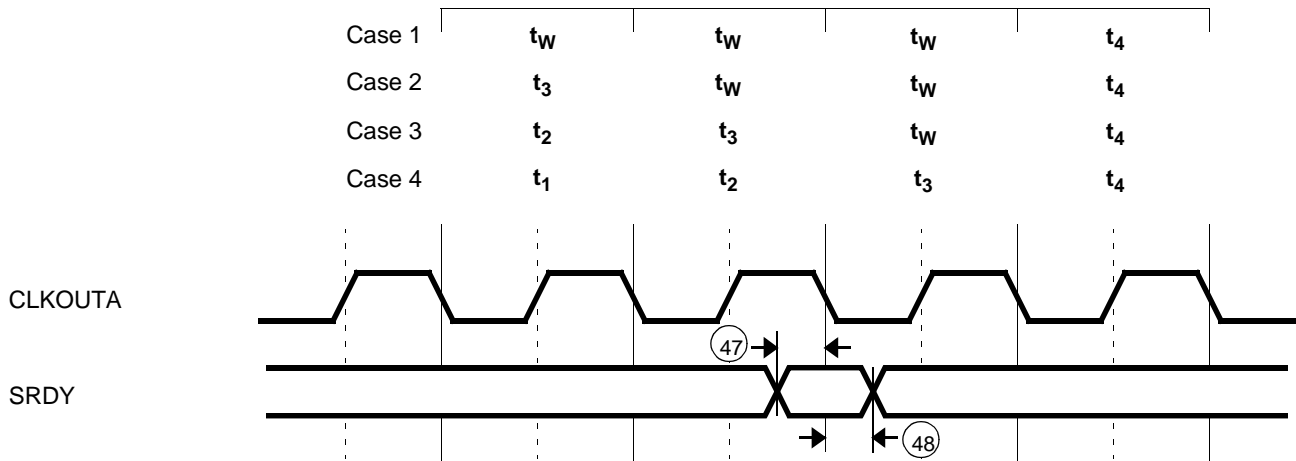 Case 1 tW tW tW t4
Case 2 t3 tW tW t4
Case 3 t2 t3 tW t4
Case 4 t1 t2 t3 t4
CLKOUTA
47
SRDY
48